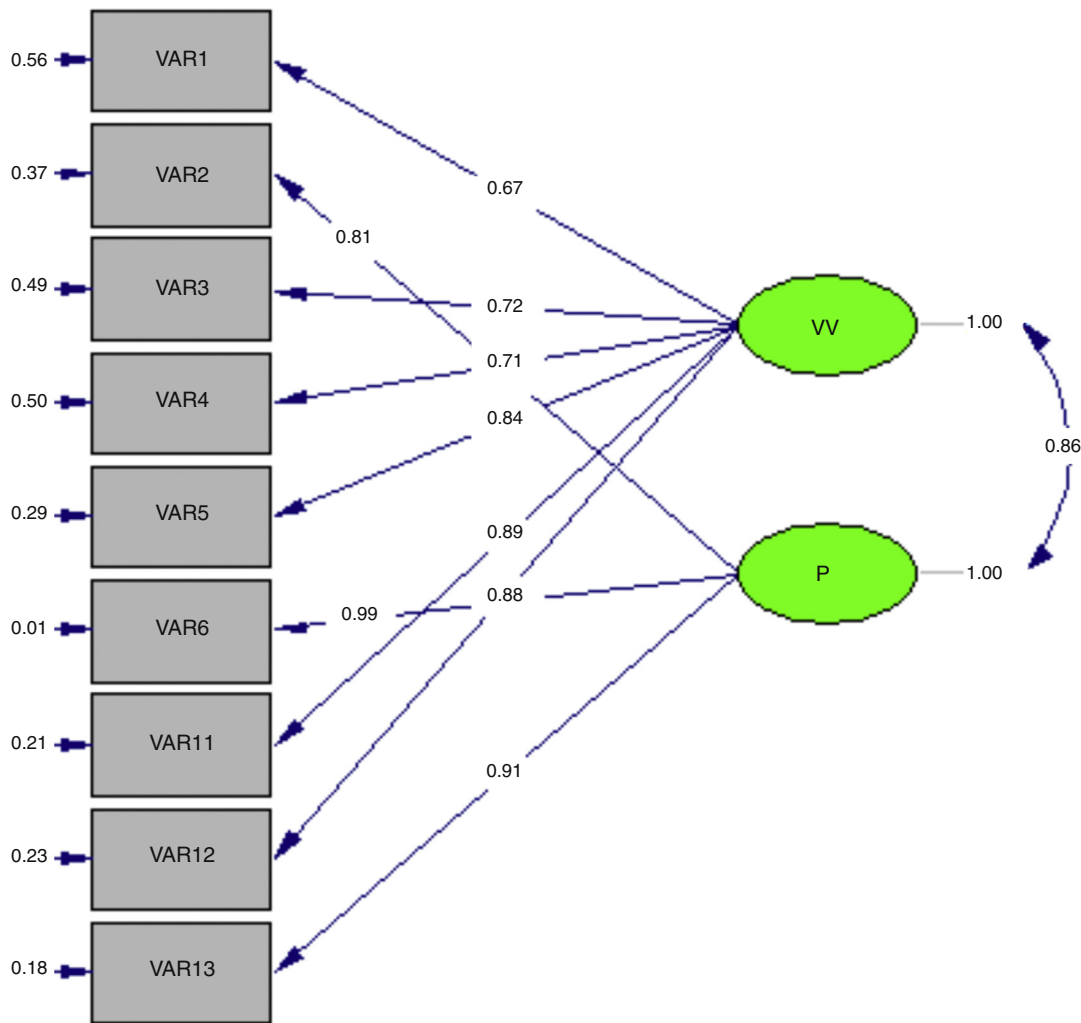 0.56 VAR1
0.37 VAR2
0.49 VAR3
0.50 VAR4
0.29 VAR5
0.01 VAR6
0.21 VAR11
0.23 VAR12
0.18 VAR13
0.67
0.81
0.72
0.71
0.84
0.89
0.88
0.99
0.91
VV 1.00
P 1.00
0.86